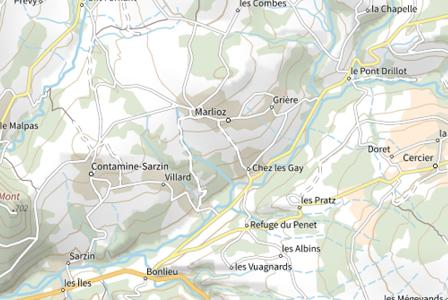 Prévy
les Combes
la Chapelle
le Pont Drillot
Grière
Marlioz
le Malpas
la
Doret
Cercier
Contamine-Sarzin
Villard
Chez les Gay
Mont
702
les Pratz
Refuge du Penet
les Albins
Sarzin
Bonlieu
les Vuagnards
les Îles
les Mégevands